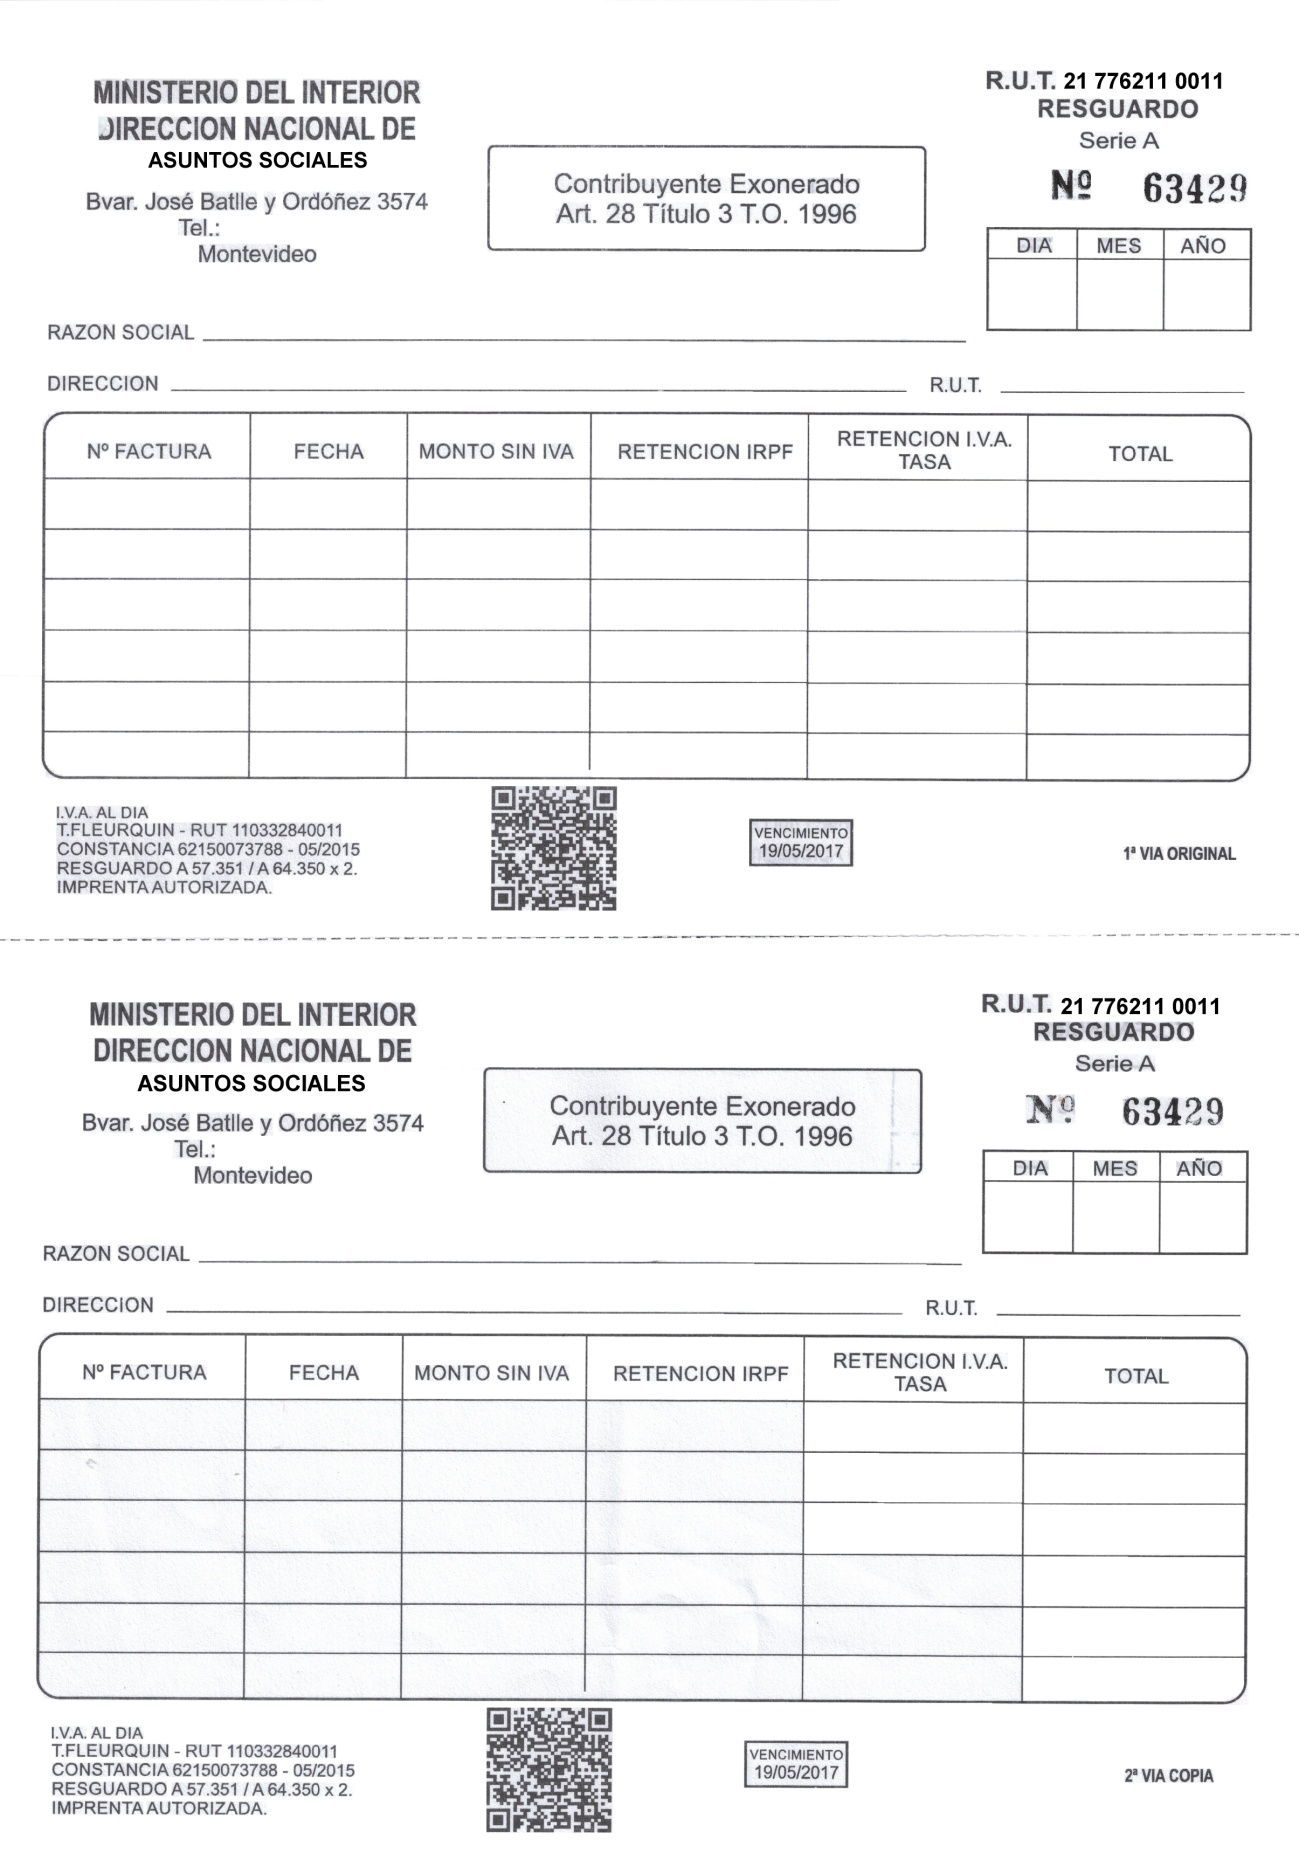 MINISTERIO DEL INTERIOR
DIRECCION NACIONAL DE
ASUNTOS SOCIALES
Bvar. José Batlle y Ordóñez 3574
Tel.:
Montevideo
Contribuyente Exonerado
Art. 28 Título 3 T.O. 1996
R.U.T. 21 776211 0011
RESGUARDO
Serie A
Nº 63429
DIA MES AÑO
RAZON SOCIAL
DIRECCION R.U.T.
Nº FACTURA FECHA MONTO SIN IVA RETENCION IRPF RETENCION I.V.A. TASA TOTAL
I.V.A. AL DIA
T.FLEURQUIN - RUT 110332840011
CONSTANCIA 62150073788 - 05/2015
RESGUARDO A 57.351 / A 64.350 x 2.
IMPRENTA AUTORIZADA.
VENCIMIENTO
19/05/2017
1ª VIA ORIGINAL
MINISTERIO DEL INTERIOR
DIRECCION NACIONAL DE
ASUNTOS SOCIALES
Bvar. José Batlle y Ordóñez 3574
Tel.:
Montevideo
Contribuyente Exonerado
Art. 28 Título 3 T.O. 1996
R.U.T. 21 776211 0011
RESGUARDO
Serie A
Nº 63429
DIA MES AÑO
RAZON SOCIAL
DIRECCION R.U.T.
Nº FACTURA FECHA MONTO SIN IVA RETENCION IRPF RETENCION I.V.A. TASA TOTAL
I.V.A. AL DIA
T.FLEURQUIN - RUT 110332840011
CONSTANCIA 62150073788 - 05/2015
RESGUARDO A 57.351 / A 64.350 x 2.
IMPRENTA AUTORIZADA.
VENCIMIENTO
19/05/2017
2ª VIA COPIA